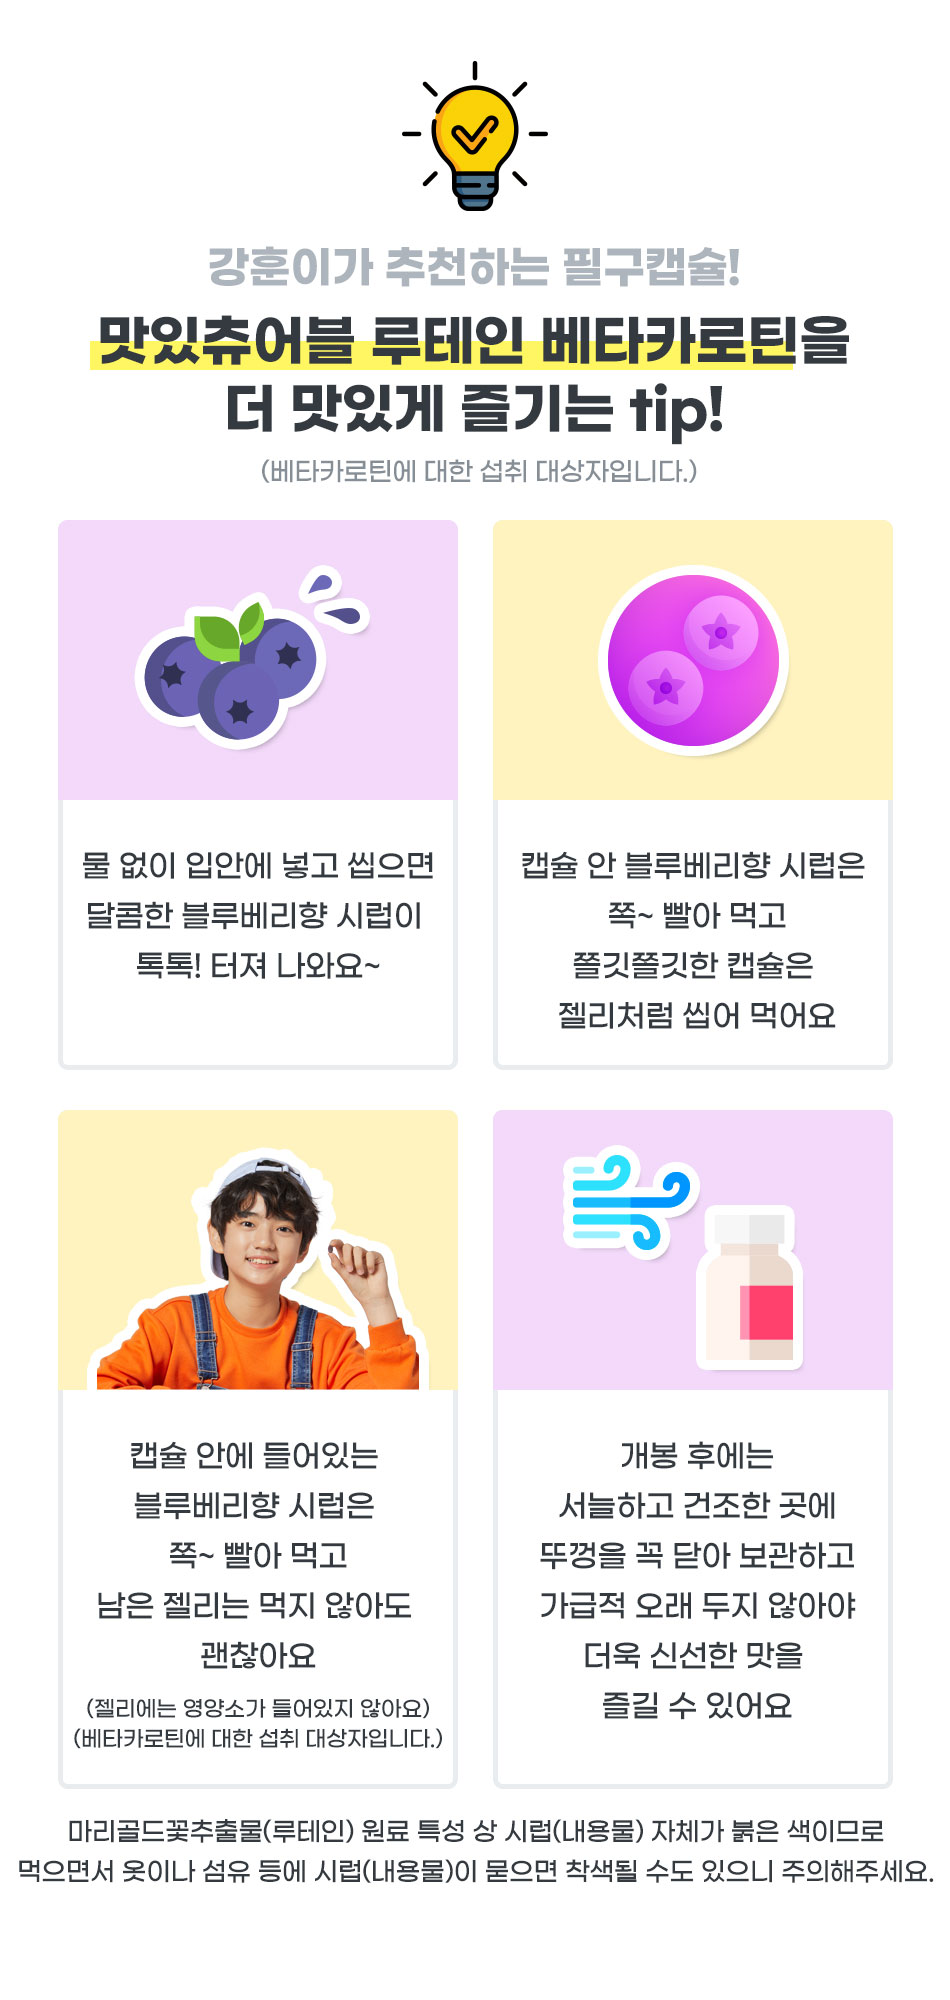 강훈이가 추천하는 필구캡슐!
맛있츄어블 루테인 베타카로틴을
더 맛있게 즐기는 tip!
(베타카로틴에 대한 섭취 대상자입니다.)
물 없이 입안에 넣고 씹으면
달콤한 블루베리향 시럽이
톡톡! 터져 나와요~
캡슐 안 블루베리향 시럽은
쪽~ 빨아 먹고
쫄깃쫄깃한 캡슐은
젤리처럼 씹어 먹어요
캡슐 안에 들어있는
블루베리향 시럽은
쪽~ 빨아 먹고
남은 젤리는 먹지 않아도
괜찮아요
(젤리에는 영양소가 들어있지 않아요)
(베타카로틴에 대한 섭취 대상자입니다.)
개봉 후에는
서늘하고 건조한 곳에
뚜껑을 꼭 닫아 보관하고
가급적 오래 두지 않아야
더욱 신선한 맛을
즐길 수 있어요
마리골드꽃추출물(루테인) 원료 특성 상 시럽(내용물) 자체가 붉은 색이므로
먹으면서 옷이나 섬유 등에 시럽(내용물)이 묻으면 착색될 수도 있으니 주의해주세요.